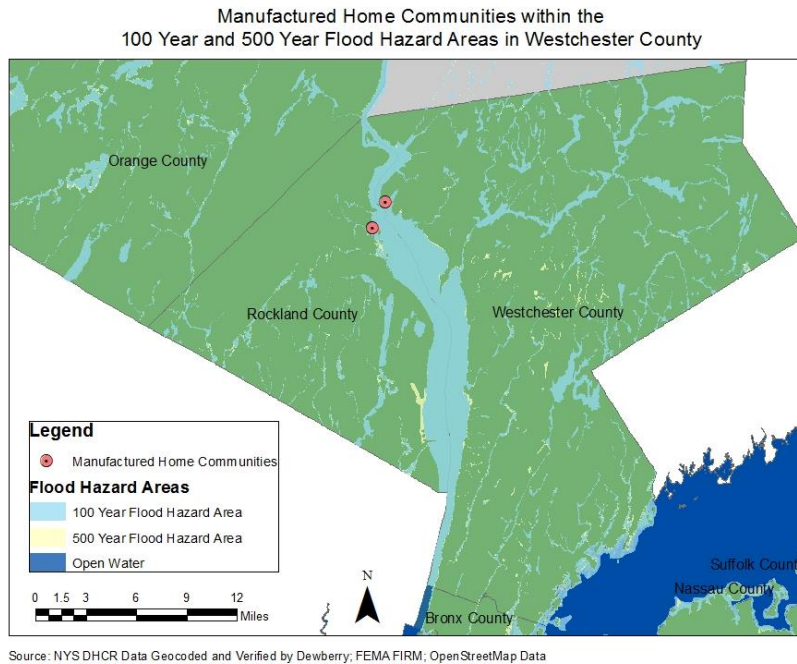 Manufactured Home Communities within the
100 Year and 500 Year Flood Hazard Areas in Westchester County
Orange County
Rockland County
Westchester County
Legend
Manufactured Home Communities
Flood Hazard Areas
100 Year Flood Hazard Area
500 Year Flood Hazard Area
Open Water
0 1.5 3 6 9 12
Miles
N
Bronx County
Suffolk Count
Nassau County
Source: NYS DHCR Data Geocoded and Verified by Dewberry; FEMA FIRM; OpenStreetMap Data